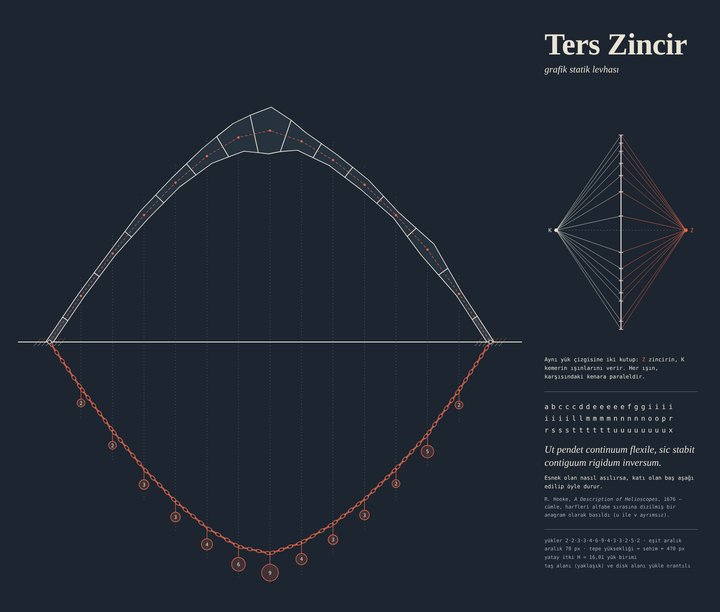 Ters Zincir
grafik statik levhası
K
Z
Aynı yük çizgisine iki kutup: Z zincirin, K
kemerin ışınlarını verir. Her ışın,
karşısındaki kenara paraleldir.
a b c c c d d e e e e e f g g i i i i
i i i i l l m m m m n n n n n o o p r
r s s s t t t t t t u u u u u u u u x
Ut pendet continuum flexile, sic stabit
contiguum rigidum inversum.
Esnek olan nasıl asılırsa, katı olan baş aşağı
edilip öyle durur.
R. Hooke, A Description of Helioscopes, 1676 —
cümle, harfleri alfabe sırasına dizilmiş bir
anagram olarak basıldı (u ile v ayrımsız).
yükler 2·2·3·3·4·6·9·4·3·3·2·5·2 · eşit aralık
aralık 70 px · tepe yüksekliği = sehim = 470 px
yatay itki H = 16,01 yük birimi
taş alanı (yaklaşık) ve disk alanı yükle orantılı
2
2
3
3
4
6
9
4
3
3
2
5
2